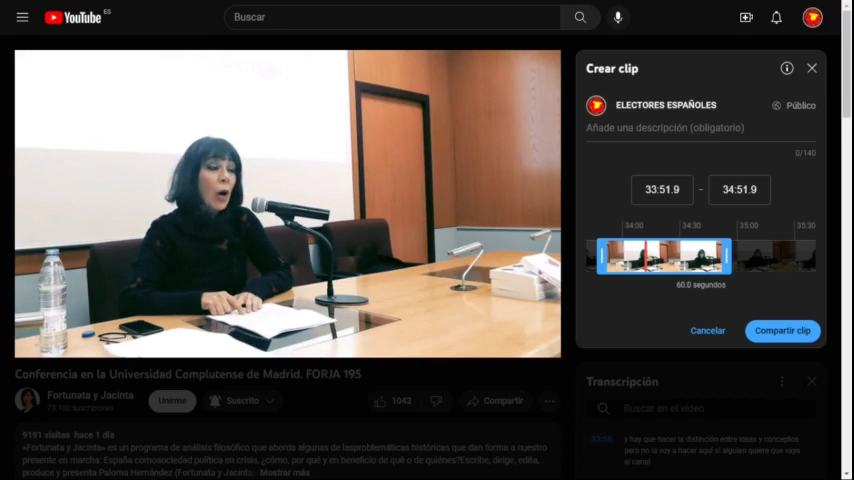 YouTube ES
Buscar
Crear clip
ELECTORES ESPAÑOLES
Público
Añade una descripción (obligatorio)
0/140
33:51.9 - 34:51.9
34:00 34:30 35:00 35:30
60.0 segundos
Cancelar Compartir clip
Conferencia en la Universidad Complutense de Madrid. FORJA 195
Fortunata y Jacinta
suscriptores
Unirme Suscrito 1042 Compartir
9191 visitas hace 1 día
»Fortunata y Jacinta» es un programa de análisis filosófico que aborda algunas de lasproblemáticas históricas que dan forma a nuestro
presente en marcha: España comosociedad política en crisis, ¿cómo, por qué y en beneficio de qué o de quiénes?Escribe, dirige, edita,
produce y presenta Paloma Hernández (Fortunata y Jacinta Mostrar más
Transcripción
Buscar en el vídeo
y hay que hacer la distinción entre ideas y conceptos
pero no la voy a hacer aquí si alguien quiere que vaya
al canal